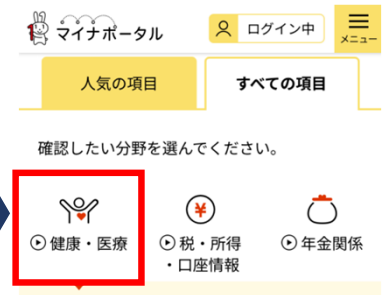 マイナポータル
ログイン中
メニュー
人気の項目
すべての項目
確認したい分野を選んでください。
健康・医療
税・所得
・口座情報
年金関係